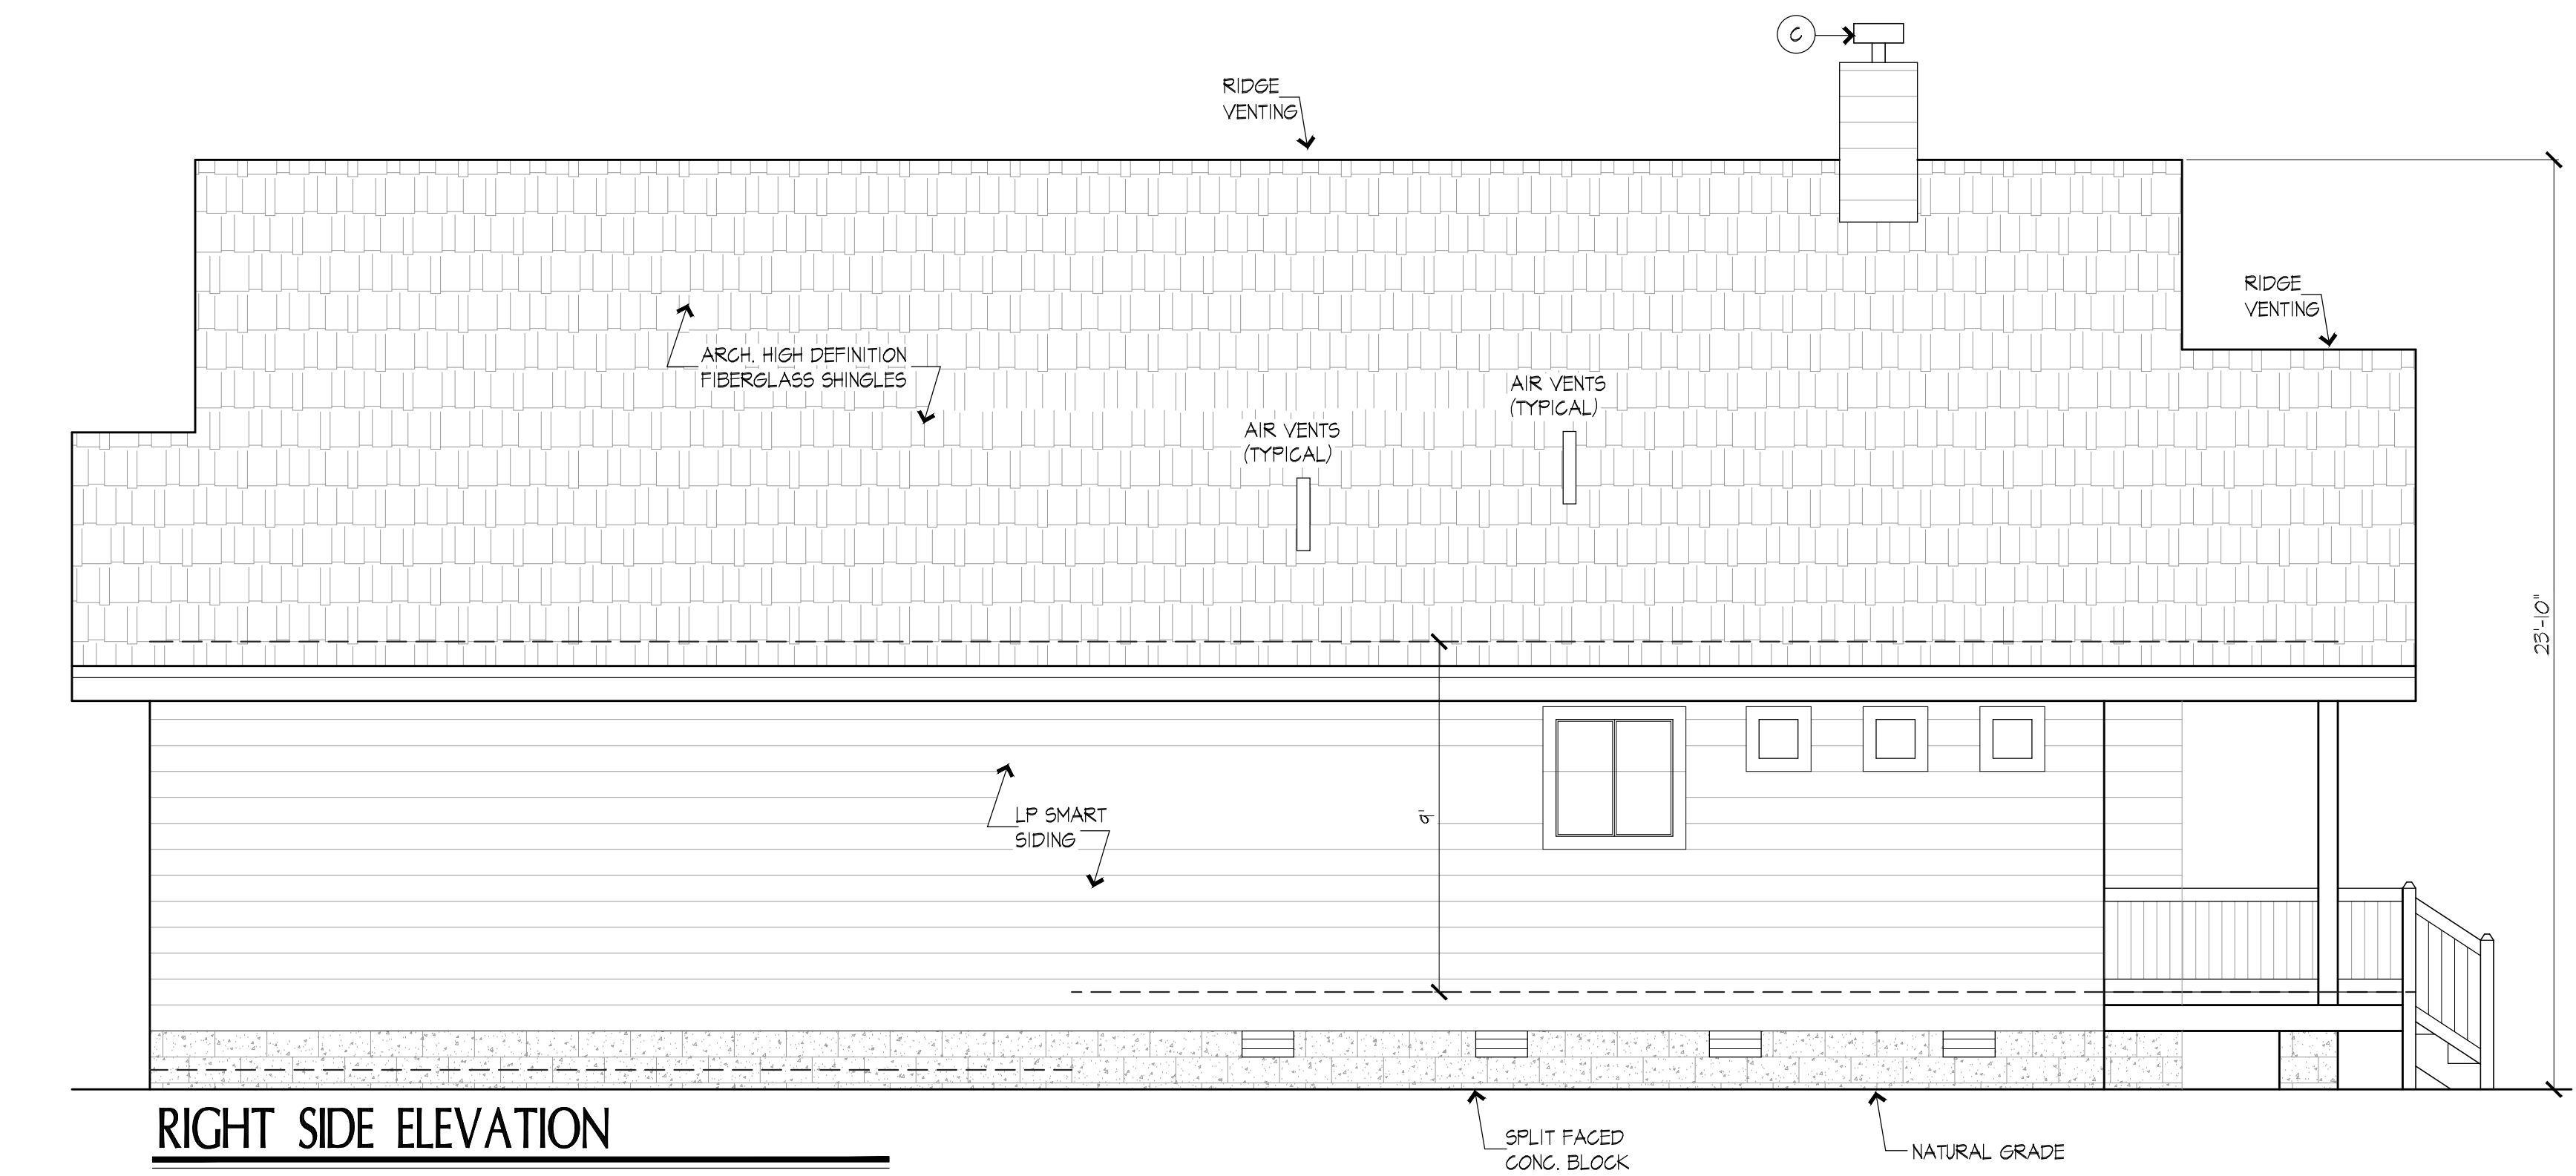 C
RIDGE
VENTING
RIDGE
VENTING
ARCH. HIGH DEFINITION
FIBERGLASS SHINGLES
AIR VENTS
(TYPICAL)
AIR VENTS
(TYPICAL)
23'-10"
LP SMART
SIDING
9'
RIGHT SIDE ELEVATION
SPLIT FACED
CONC. BLOCK
NATURAL GRADE